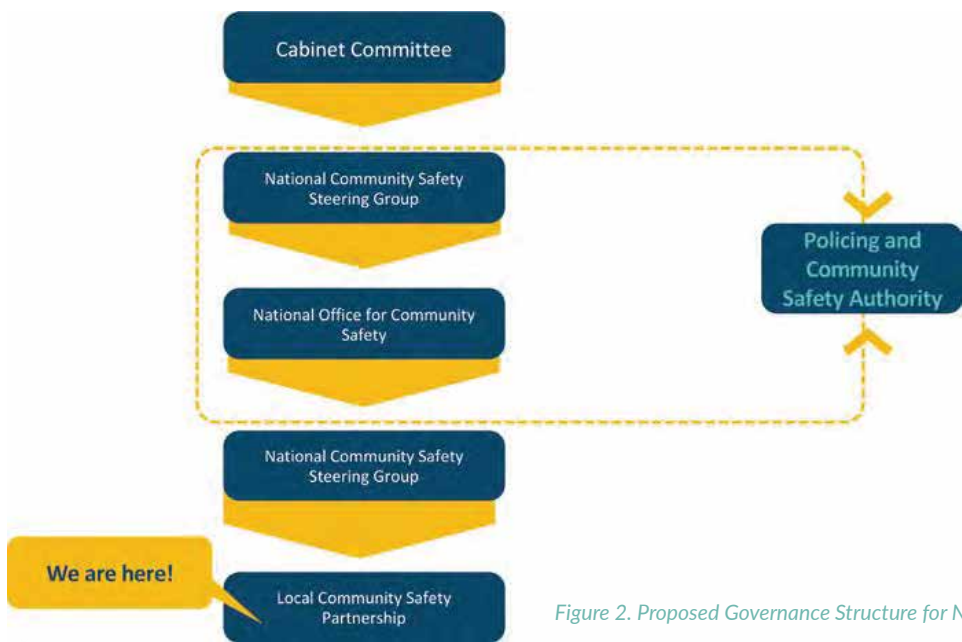 Cabinet Committee
National Community Safety
Steering Group
Policing and
Community
Safety Authority
National Office for Community
Safety
National Community Safety
Steering Group
We are here!
Local Community Safety
Partnership
Figure 2. Proposed Governance Structure for N